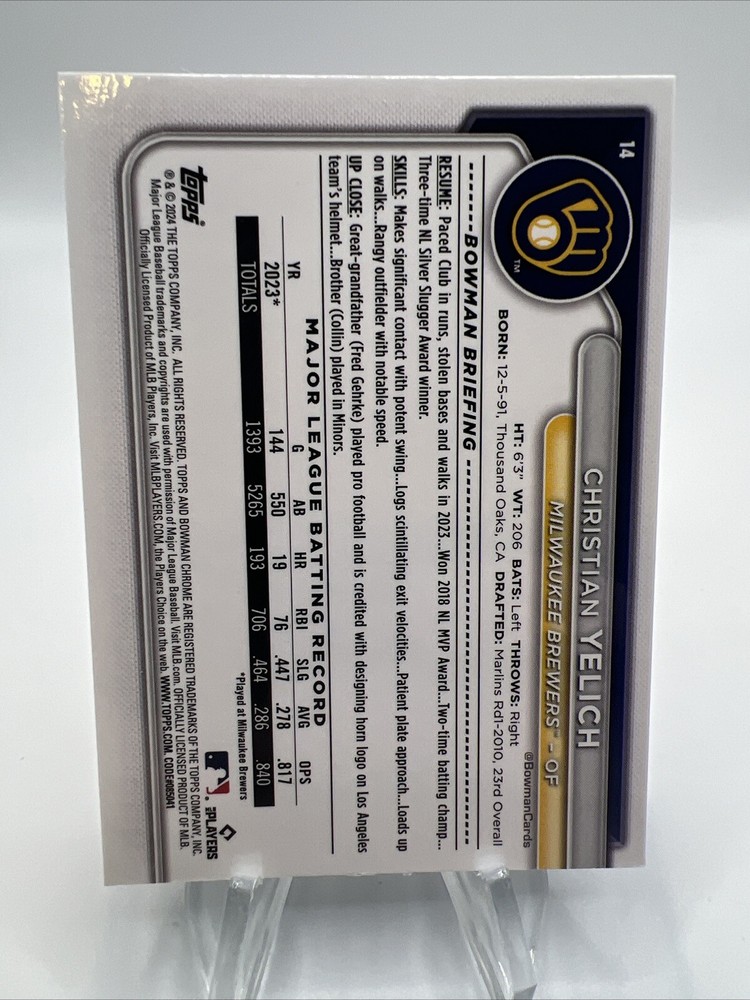 14
CHRISTIAN YELICH
MILWAUKEE BREWERS™ - OF
TM
@BowmanCards
HT: 6'3" WT: 206 BATS: Left THROWS: Right
BORN: 12-5-91, Thousand Oaks, CA DRAFTED: Marlins Rd1-2010, 23rd Overall
BOWMAN BRIEFING
RESUME: Paced Club in runs, stolen bases and walks in 2023...Won 2018 NL MVP Award...Two-time batting champ...
Three-time NL Silver Slugger Award winner.
SKILLS: Makes significant contact with potent swing...Logs scintillating exit velocities...Patient plate approach...Loads up
on walks...Rangy outfielder with notable speed.
UP CLOSE: Great-grandfather (Fred Gehrke) played pro football and is credited with designing horn logo on Los Angeles
team's helmet...Brother (Collin) played in Minors.
MAJOR LEAGUE BATTING RECORD
YR G AB HR RBI SLG AVG OPS
2023* 144 550 19 76 .447 .278 .817
TOTALS 1393 5265 193 706 .464 .286 .840
*Played at Milwaukee Brewers
topps
MLB PLAYERS
® & © 2024 THE TOPPS COMPANY, INC. ALL RIGHTS RESERVED. TOPPS AND BOWMAN CHROME ARE REGISTERED TRADEMARKS OF THE TOPPS COMPANY, INC.
Major League Baseball trademarks and copyrights are used with permission of Major League Baseball. Visit MLB.com. OFFICIALLY LICENSED PRODUCT OF MLB.
Officially Licensed Product of MLB Players, Inc. Visit MLBPLAYERS.COM, the Players Choice on the web. WWW.TOPPS.COM. CODE#085041